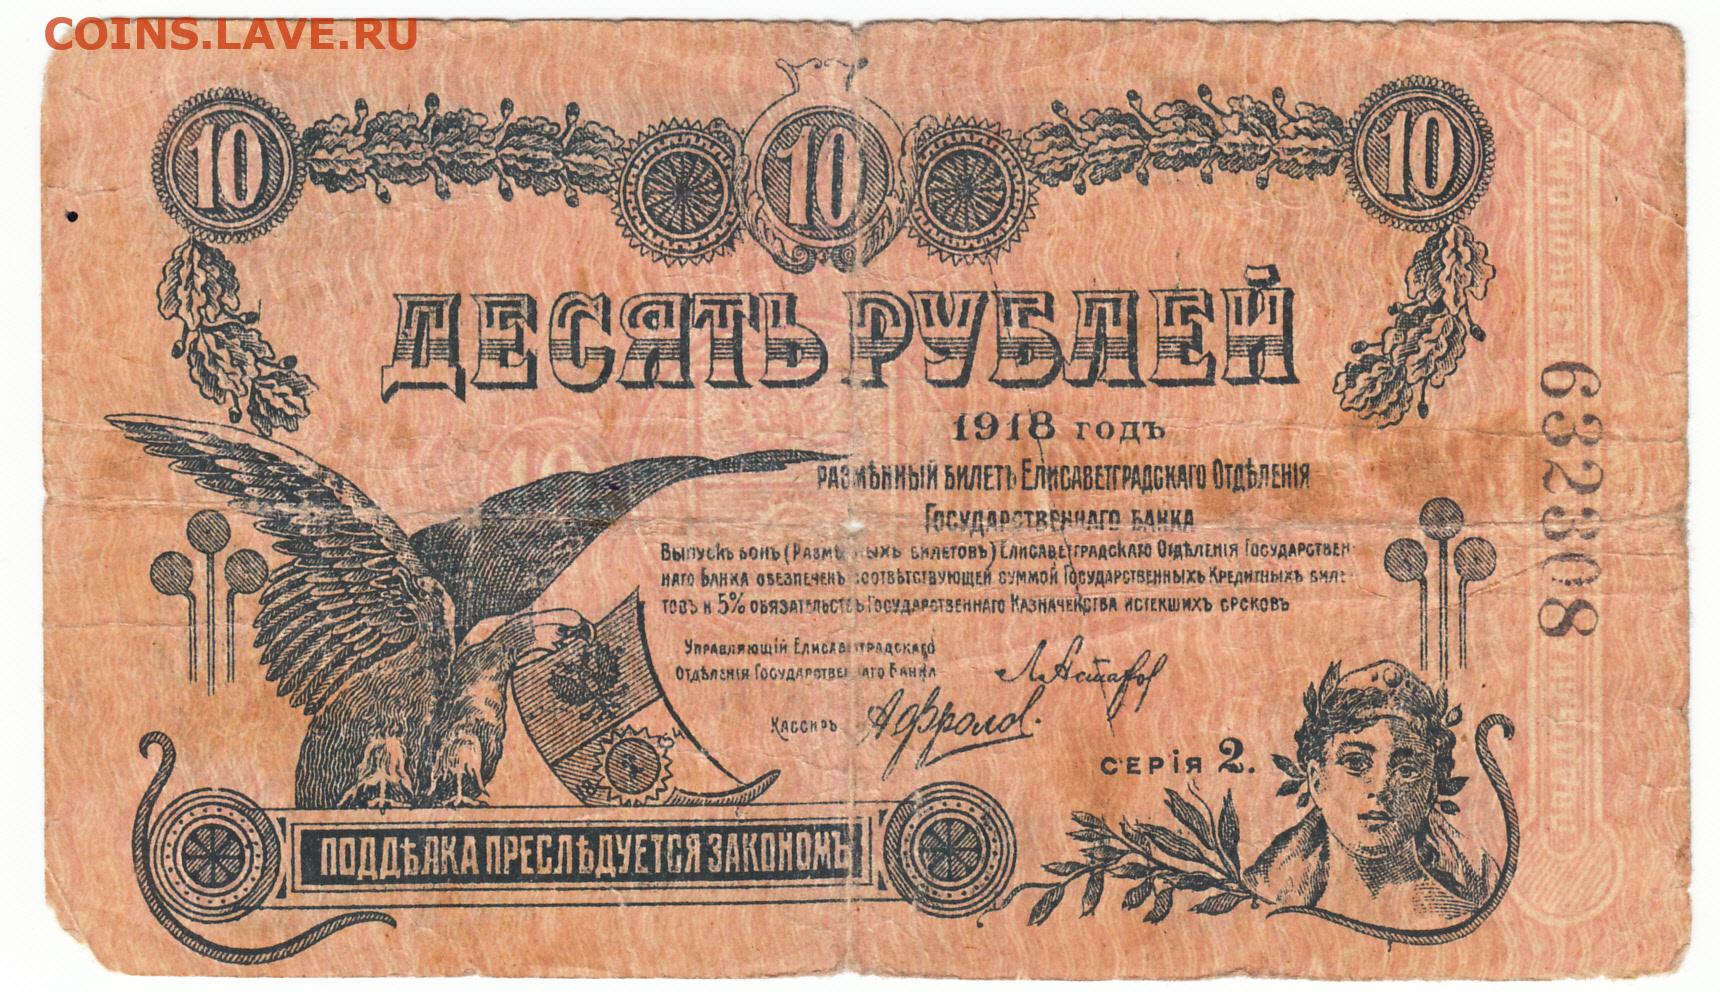 COINS.LAVE.RU
10 10 10
ДЕСЯТЬ РУБЛЕЙ
1918 годъ
Размѣнный билетъ Елисаветградскаго Отдѣленія
Государственнаго Банка
Выпускъ бонъ (Размѣнныхъ билетовъ) Елисаветградскаго Отдѣленія Государствен-
наго Банка обезпеченъ соотвѣтствующей суммой Государственныхъ Кредитныхъ биле-
товъ и 5% обязательствъ Государственнаго Казначейства истекшихъ сроковъ
Управляющій Елисаветградскаго
Отдѣленія Государственнаго Банка
Кассиръ
СЕРІЯ 2.
ПОДДѢЛКА ПРЕСЛѢДУЕТСЯ ЗАКОНОМЪ
632308